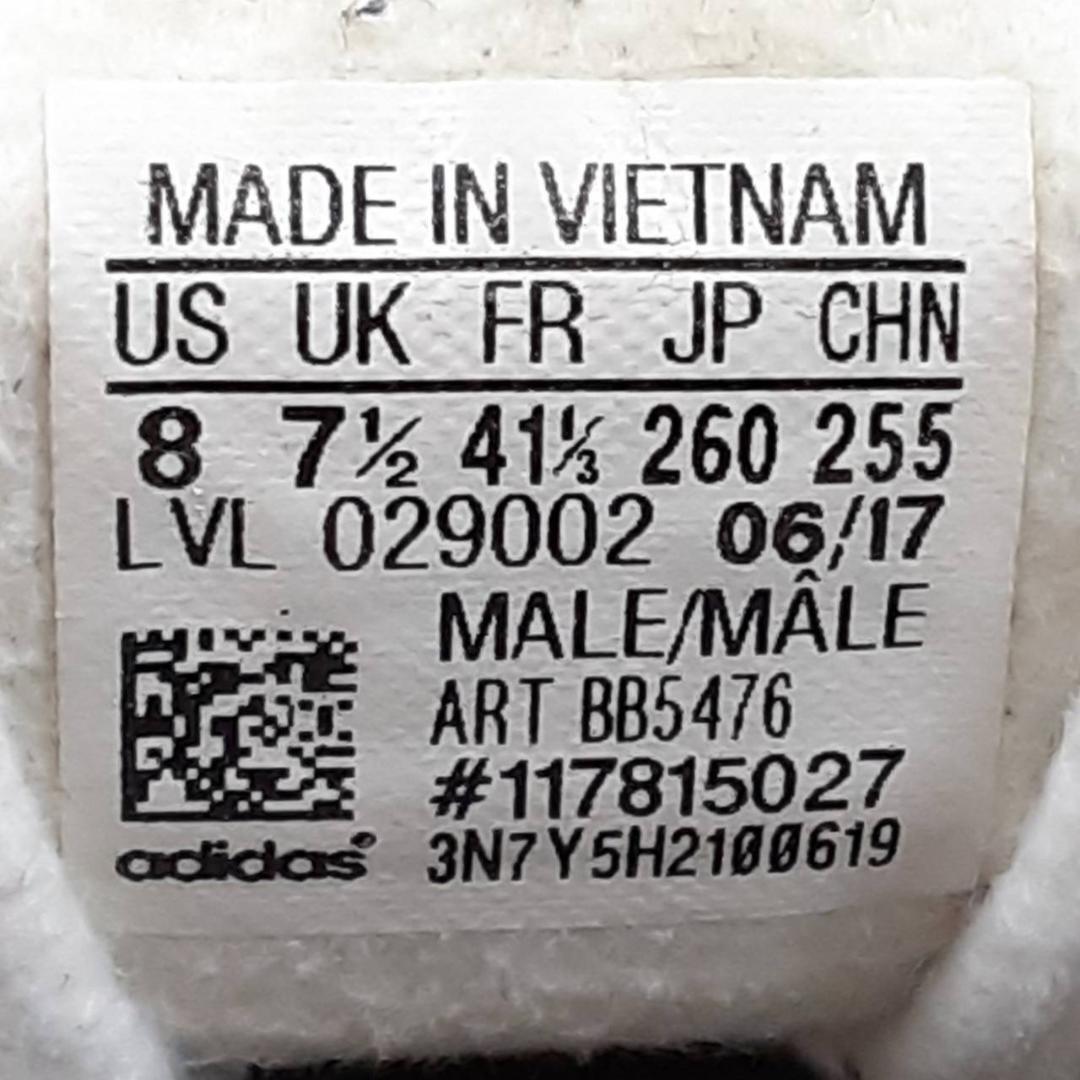 MADE IN VIETNAM
US UK FR JP CHN
8 7½ 41⅓ 260 255
LVL 029002 06/17
MALE/MÂLE
ART BB5476
#117815027
adidas 3N7Y5H2100619